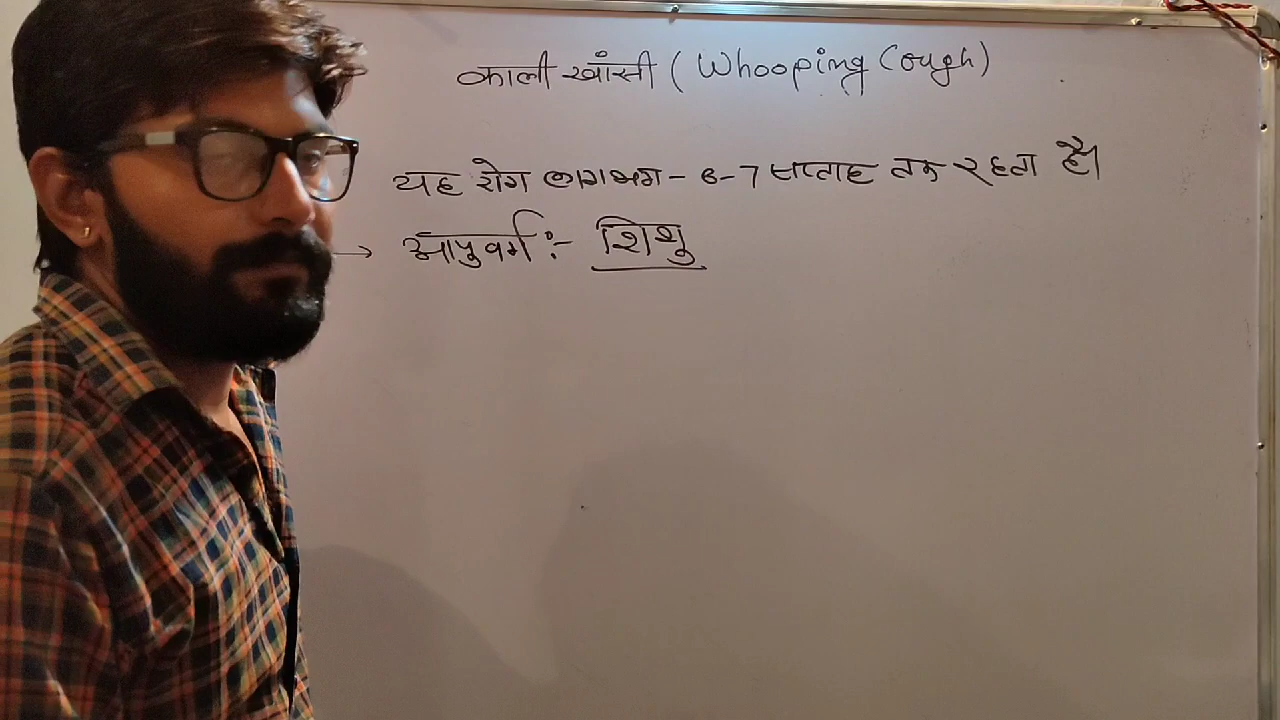 काली खाँसी (Whooping Cough)
यह रोग लगभग - 6-7 सप्ताह तक रहता है।
→ आयुवर्ग :- शिशु